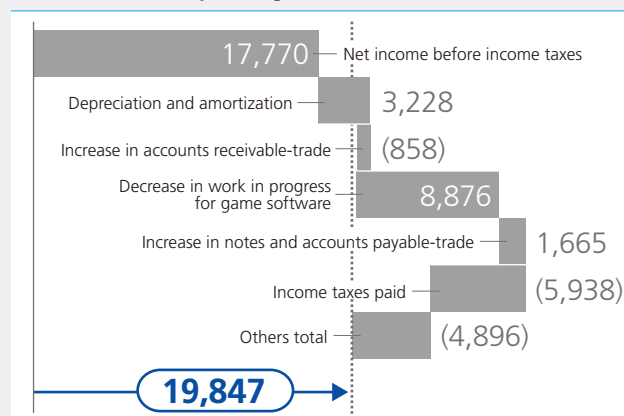 17,770
Net income before income taxes
Depreciation and amortization
3,228
Increase in accounts receivable-trade
(858)
Decrease in work in progress
for game software
8,876
Increase in notes and accounts payable-trade
1,665
Income taxes paid
(5,938)
Others total
(4,896)
19,847